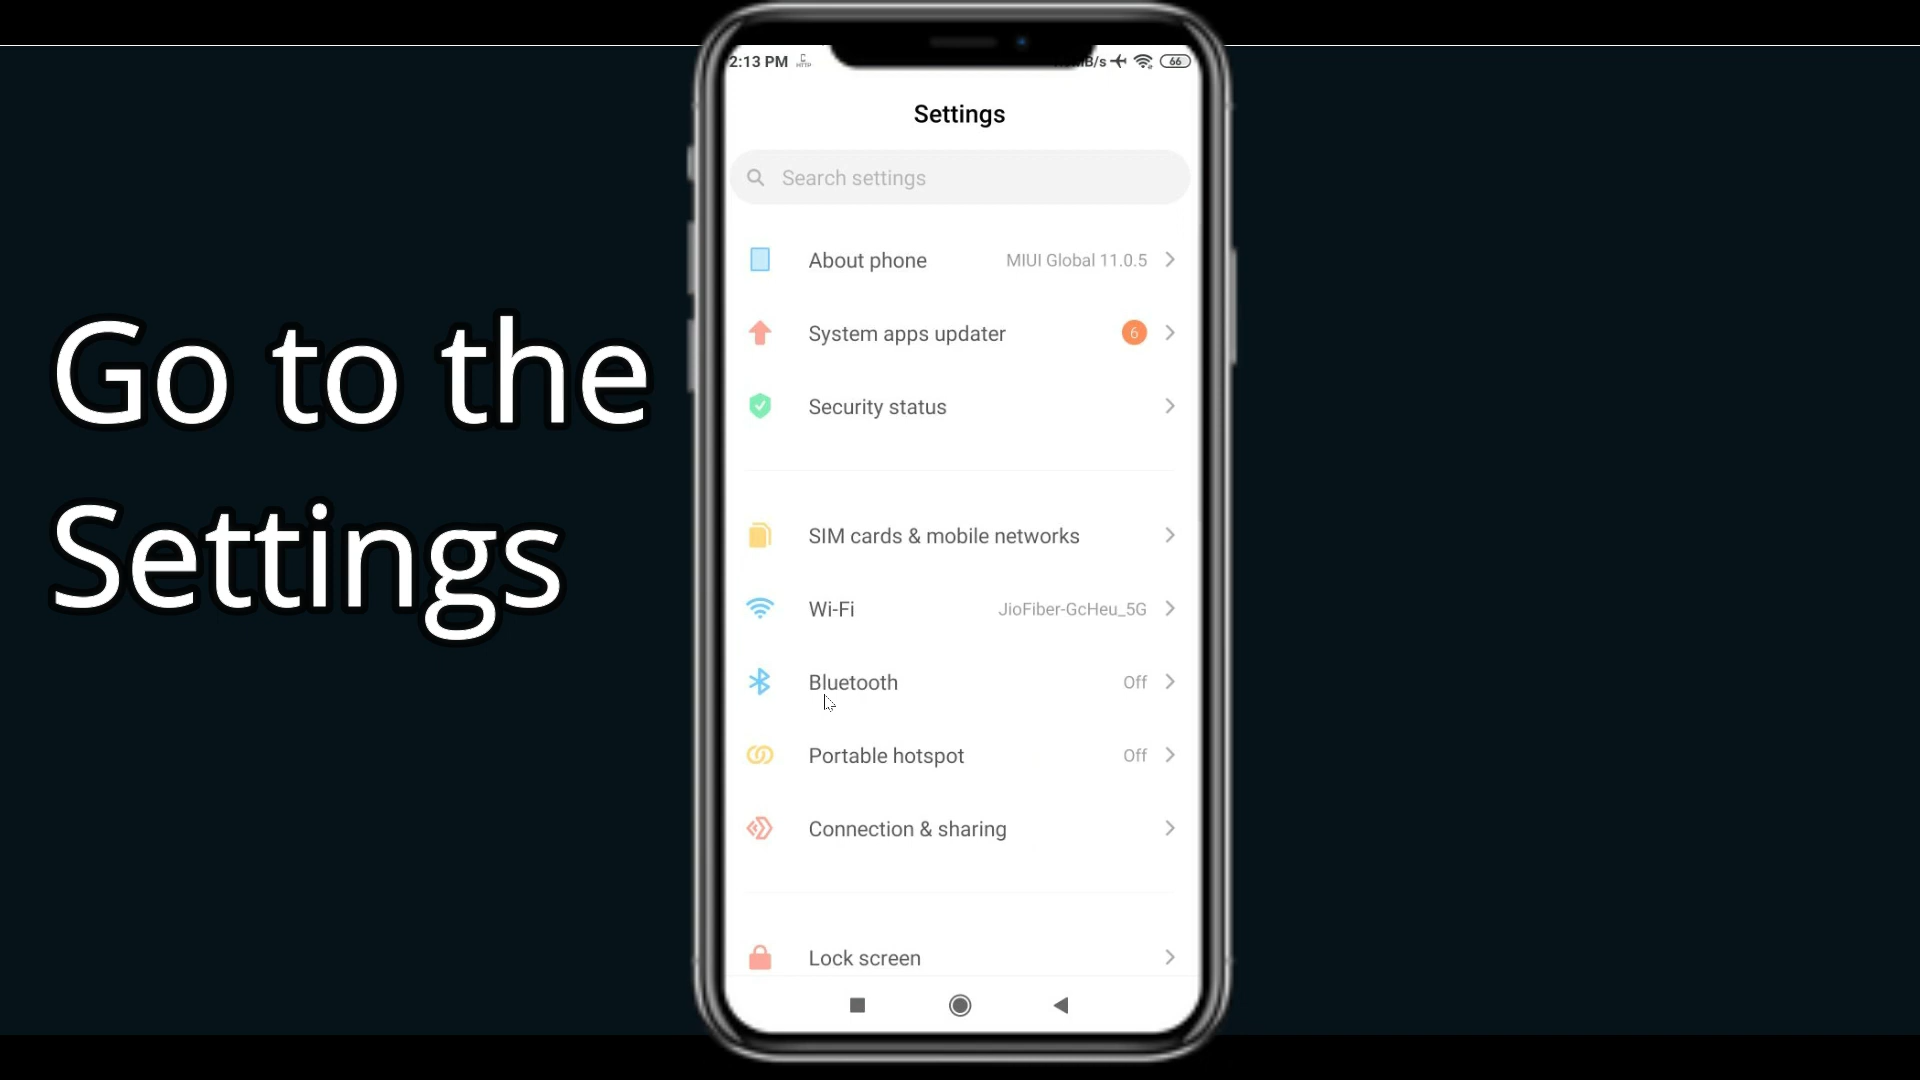 Go to the
Settings
2:13 PM
B/s
66
Settings
Search settings
About phone MIUI Global 11.0.5
System apps updater 6
Security status
SIM cards & mobile networks
Wi-Fi JioFiber-GcHeu_5G
Bluetooth Off
Portable hotspot Off
Connection & sharing
Lock screen